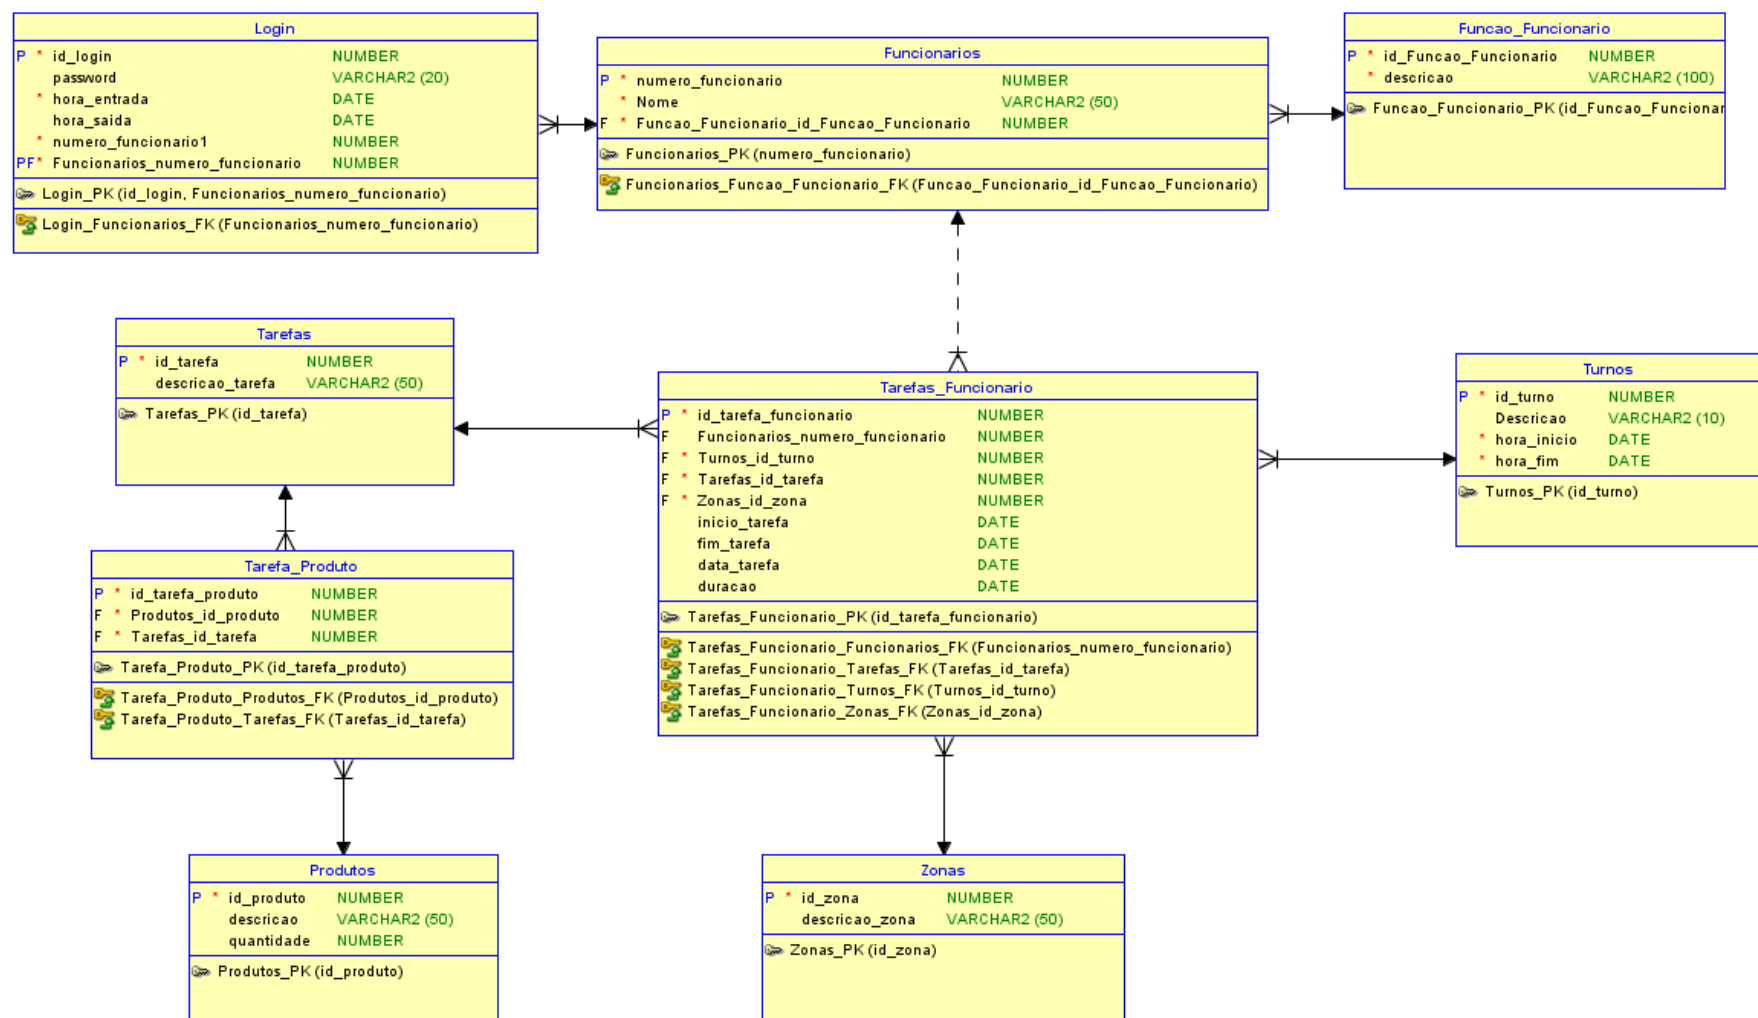 Login
P * id_login NUMBER
password VARCHAR2 (20)
* hora_entrada DATE
hora_saida DATE
* numero_funcionario1 NUMBER
PF* Funcionarios_numero_funcionario NUMBER
Login_PK (id_login, Funcionarios_numero_funcionario)
Login_Funcionarios_FK (Funcionarios_numero_funcionario)
Funcionarios
P * numero_funcionario NUMBER
* Nome VARCHAR2 (50)
F * Funcao_Funcionario_id_Funcao_Funcionario NUMBER
Funcionarios_PK (numero_funcionario)
Funcionarios_Funcao_Funcionario_FK (Funcao_Funcionario_id_Funcao_Funcionario)
Funcao_Funcionario
P * id_Funcao_Funcionario NUMBER
* descricao VARCHAR2 (100)
Funcao_Funcionario_PK (id_Funcao_Funcionar
Tarefas
P * id_tarefa NUMBER
descricao_tarefa VARCHAR2 (50)
Tarefas_PK (id_tarefa)
Tarefas_Funcionario
P * id_tarefa_funcionario NUMBER
F Funcionarios_numero_funcionario NUMBER
F * Turnos_id_turno NUMBER
F * Tarefas_id_tarefa NUMBER
F * Zonas_id_zona NUMBER
inicio_tarefa DATE
fim_tarefa DATE
data_tarefa DATE
duracao DATE
Tarefas_Funcionario_PK (id_tarefa_funcionario)
Tarefas_Funcionario_Funcionarios_FK (Funcionarios_numero_funcionario)
Tarefas_Funcionario_Tarefas_FK (Tarefas_id_tarefa)
Tarefas_Funcionario_Turnos_FK (Turnos_id_turno)
Tarefas_Funcionario_Zonas_FK (Zonas_id_zona)
Turnos
P * id_turno NUMBER
Descricao VARCHAR2 (10)
* hora_inicio DATE
* hora_fim DATE
Turnos_PK (id_turno)
Tarefa_Produto
P * id_tarefa_produto NUMBER
F * Produtos_id_produto NUMBER
F * Tarefas_id_tarefa NUMBER
Tarefa_Produto_PK (id_tarefa_produto)
Tarefa_Produto_Produtos_FK (Produtos_id_produto)
Tarefa_Produto_Tarefas_FK (Tarefas_id_tarefa)
Produtos
P * id_produto NUMBER
descricao VARCHAR2 (50)
quantidade NUMBER
Produtos_PK (id_produto)
Zonas
P * id_zona NUMBER
descricao_zona VARCHAR2 (50)
Zonas_PK (id_zona)